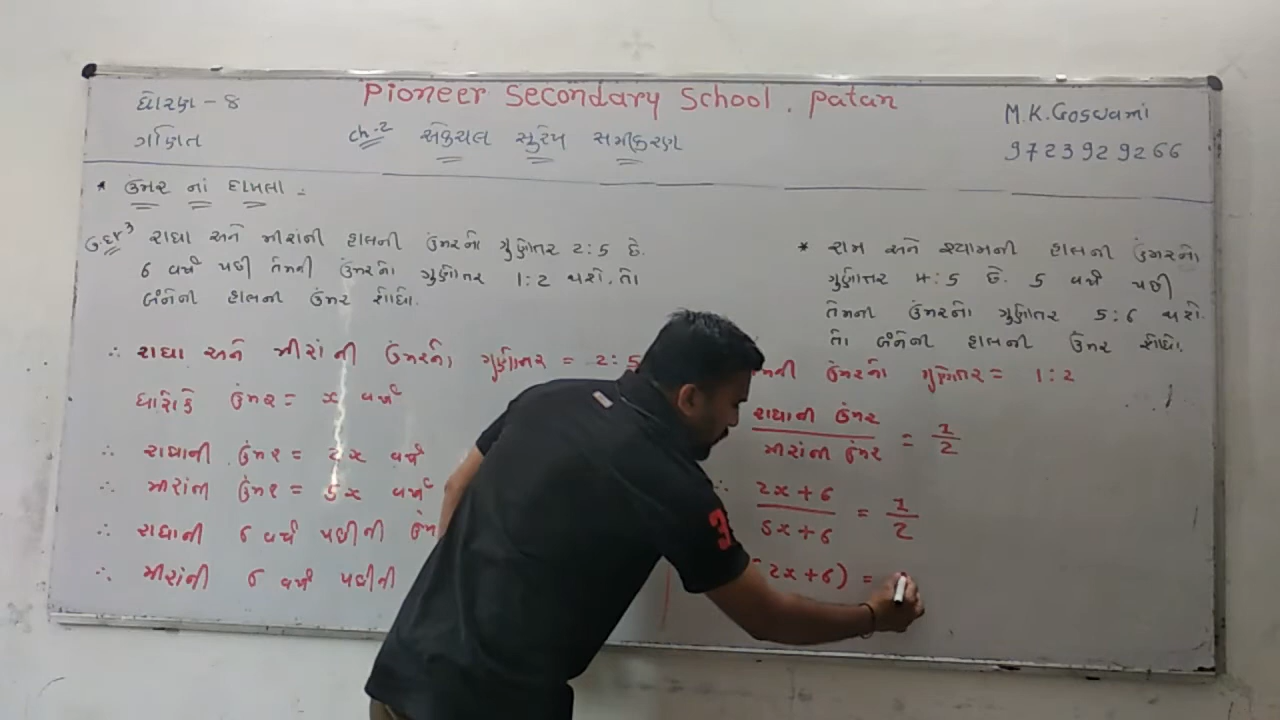 Pioneer Secondary School. Patan
ધોરણ - ૮
ગણિત
ch.2 એકચલ સુરેખ સમીકરણ
M.K.Goswami
9723929266
* ઉંમર નાં દાખલા :
ઉ.દા 3 રાધા અને મીરાંની હાલની ઉંમરનો ગુણોત્તર 2:5 છે.
6 વર્ષ પછી તેમની ઉંમરનો ગુણોત્તર 1:2 થશે. તો
બંનેની હાલની ઉંમર શોધો.
∴ રાધા અને મીરાં ની ઉંમરનો ગુણોત્તર = 2:5
ધારોકે ઉંમર = x વર્ષ
∴ રાધાની ઉંમર = 2x વર્ષ
∴ મીરાંની ઉંમર = 5x વર્ષ
∴ રાધાની 6 વર્ષ પછીની
∴ મીરાંની 6 વર્ષ પછીની
* રામ અને શ્યામની હાલની ઉંમરનો
ગુણોત્તર 4:5 છે. 5 વર્ષ પછી
તેમની ઉંમરનો ગુણોત્તર 5:6 થશે.
તો બંનેની હાલની ઉંમર શોધો.
ઉંમરનો ગુણોત્તર = 1:2
રાધાની ઉંમર / મીરાંની ઉંમર = 1/2
∴ 2x+6 / 5x+6 = 1/2
2x+6) =
3